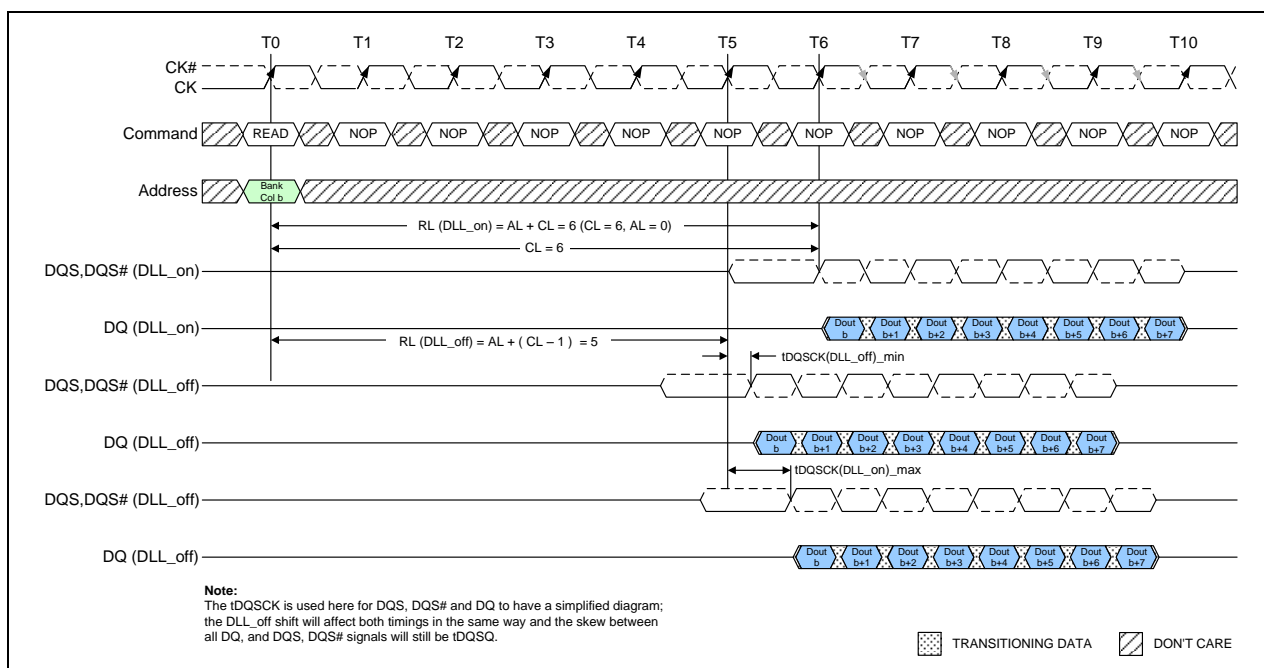 T0 T1 T2 T3 T4 T5 T6 T7 T8 T9 T10
CK#
CK
Command READ NOP NOP NOP NOP NOP NOP NOP NOP NOP NOP
Address Bank
Col b
RL (DLL_on) = AL + CL = 6 (CL = 6, AL = 0)
CL = 6
DQS,DQS# (DLL_on)
DQ (DLL_on) Dout Dout Dout Dout Dout Dout Dout Dout
b b+1 b+2 b+3 b+4 b+5 b+6 b+7
RL (DLL_off) = AL + ( CL – 1 ) = 5
tDQSCK(DLL_off)_min
DQS,DQS# (DLL_off)
DQ (DLL_off) Dout Dout Dout Dout Dout Dout Dout Dout
b b+1 b+2 b+3 b+4 b+5 b+6 b+7
tDQSCK(DLL_on)_max
DQS,DQS# (DLL_off)
DQ (DLL_off) Dout Dout Dout Dout Dout Dout Dout Dout
b b+1 b+2 b+3 b+4 b+5 b+6 b+7
Note:
The tDQSCK is used here for DQS, DQS# and DQ to have a simplified diagram;
the DLL_off shift will affect both timings in the same way and the skew between
all DQ, and DQS, DQS# signals will still be tDQSQ.
TRANSITIONING DATA DON'T CARE